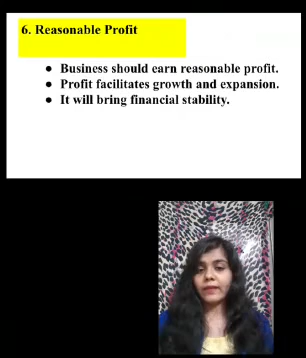 6. Reasonable Profit
● Business should earn reasonable profit.
● Profit facilitates growth and expansion.
● It will bring financial stability.